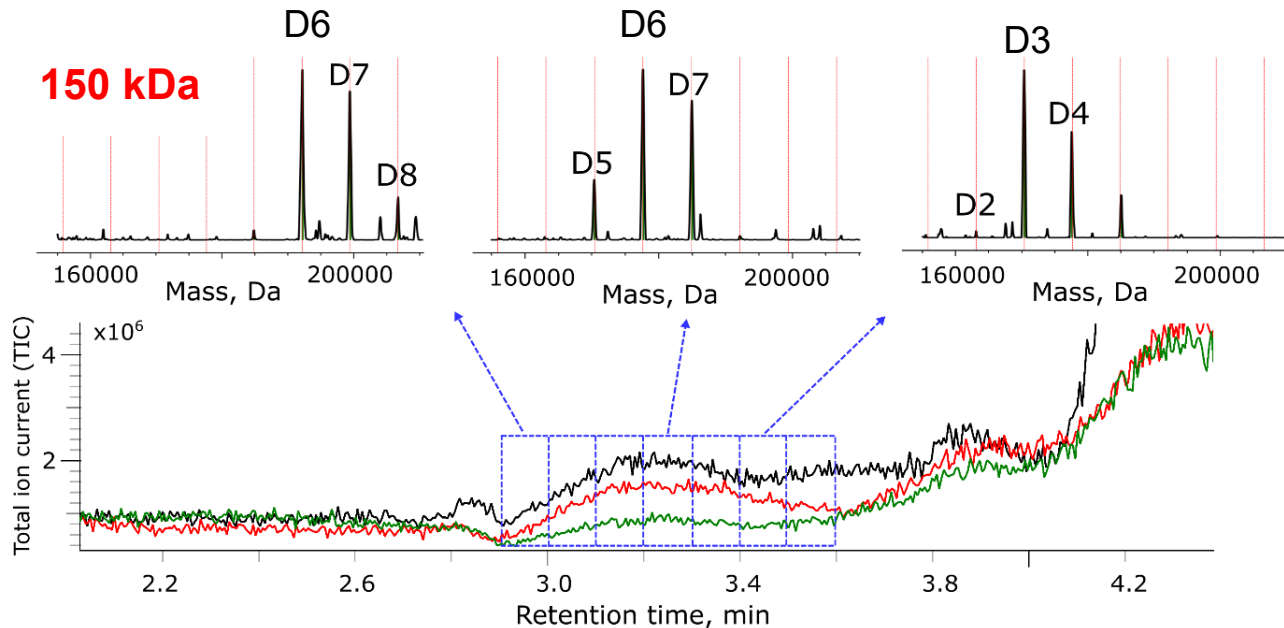 D6
D6
D3
150 kDa
D7
D7
D4
D8
D5
D2
160000
200000
160000
200000
160000
200000
Mass, Da
Mass, Da
Mass, Da
Total ion current (TIC)
x10⁶
4
2
2.2
2.6
3.0
3.4
3.8
4.2
Retention time, min